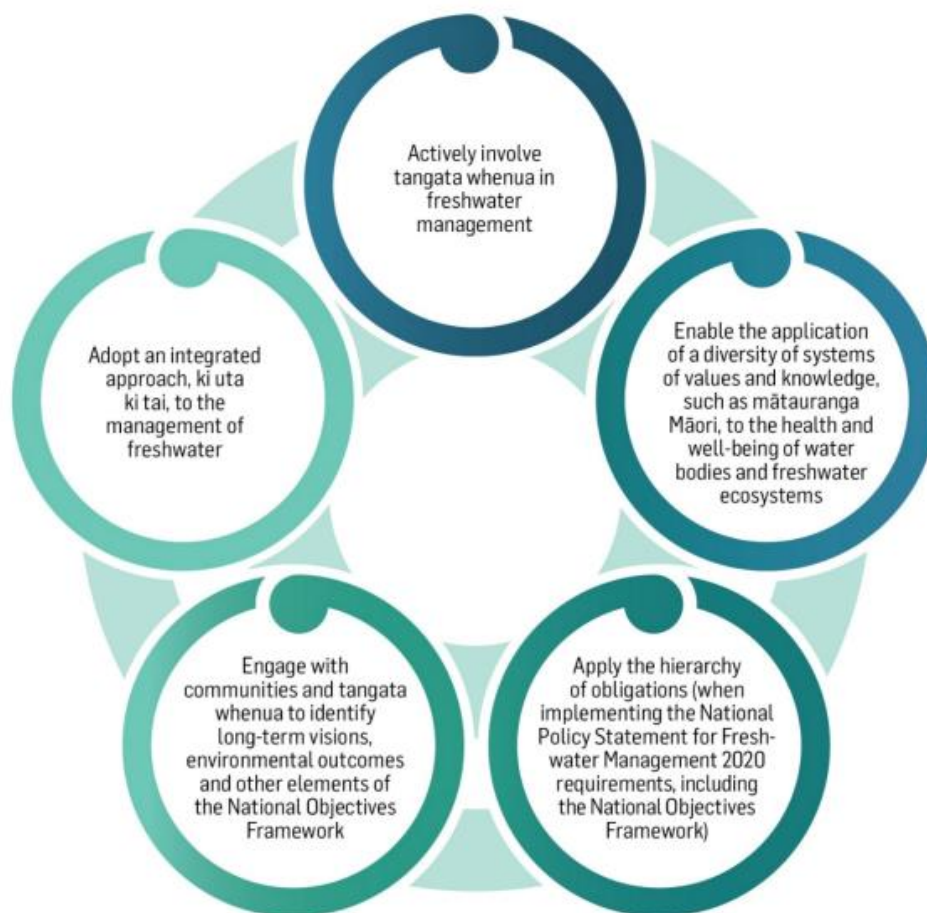 Actively involve
tangata whenua in
freshwater
management
Enable the application
of a diversity of systems
of values and knowledge,
such as mātauranga
Māori, to the health and
well-being of water
bodies and freshwater
ecosystems
Apply the hierarchy
of obligations (when
implementing the National
Policy Statement for Fresh-
water Management 2020
requirements, including
the National Objectives
Framework)
Engage with
communities and tangata
whenua to identify
long-term visions,
environmental outcomes
and other elements of
the National Objectives
Framework
Adopt an integrated
approach, ki uta
ki tai, to the
management of
freshwater